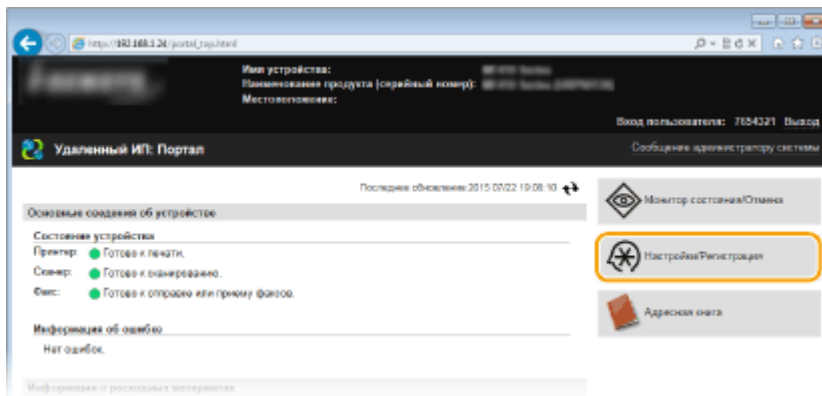 http://192.168.1.24/portal_top.html
Имя устройства:
Наименование продукта (серийный номер):
Местоположение:
Вход пользователя: 7654321 Выход
Удаленный ИП: Портал
Сообщение администратору системы
Последнее обновление: 2015 07/22 19:08:10
Монитор состояния/Отмена
Основные сведения об устройстве
Состояние устройства
Принтер: Готово к печати.
Настройки/Регистрация
Сканер: Готово к сканированию.
Факс: Готово к отправке или приему факсов.
Адресная книга
Информация об ошибке
Нет ошибок.
Информация о расходных материалах